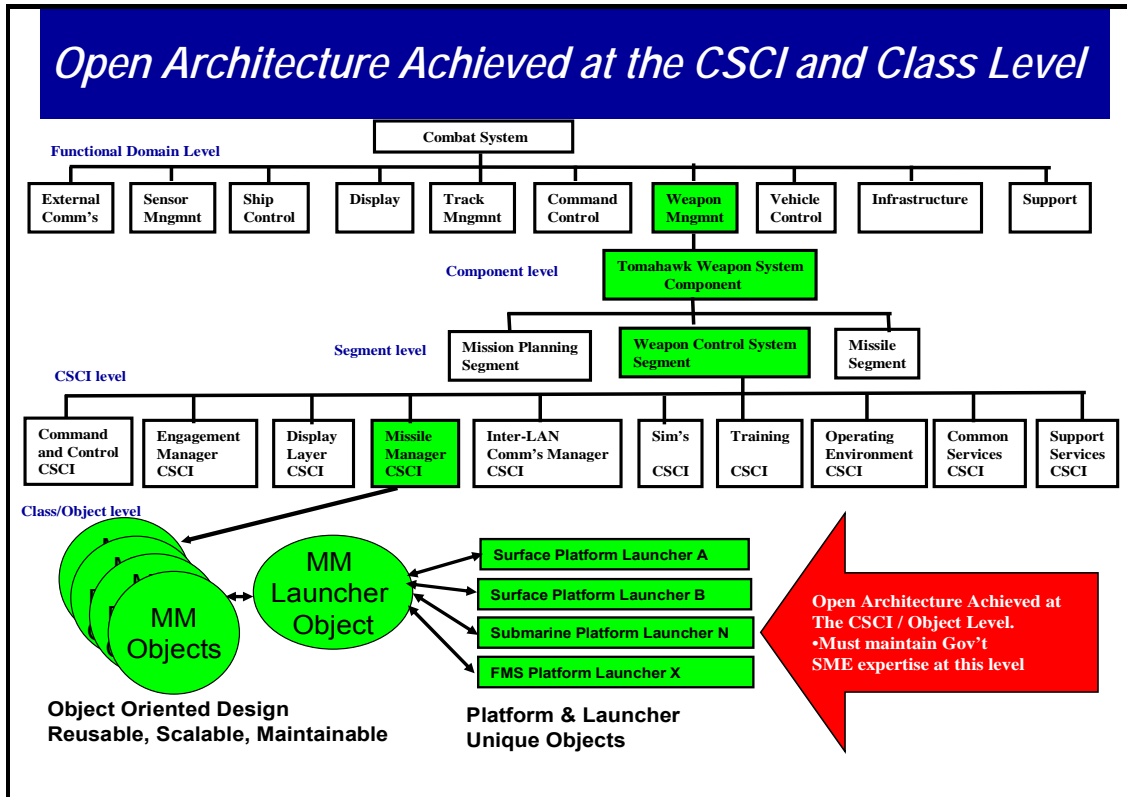 Open Architecture Achieved at the CSCI and Class Level
Combat System
Functional Domain Level
External
Comm's
Sensor
Mngmnt
Ship
Control
Display
Track
Mngmnt
Command
Control
Weapon
Mngmnt
Vehicle
Control
Infrastructure
Support
Component level
Tomahawk Weapon System
Component
Segment level
Mission Planning
Segment
Weapon Control System
Segment
Missile
Segment
CSCI level
Command
and Control
CSCI
Engagement
Manager
CSCI
Display
Layer
CSCI
Missile
Manager
CSCI
Inter-LAN
Comm's Manager
CSCI
Sim's
CSCI
Training
CSCI
Operating
Environment
CSCI
Common
Services
CSCI
Support
Services
CSCI
Class/Object level
MM
Objects
MM
Launcher
Object
Surface Platform Launcher A
Surface Platform Launcher B
Submarine Platform Launcher N
FMS Platform Launcher X
Open Architecture Achieved at
The CSCI / Object Level.
•Must maintain Gov't
SME expertise at this level
Object Oriented Design
Reusable, Scalable, Maintainable
Platform & Launcher
Unique Objects